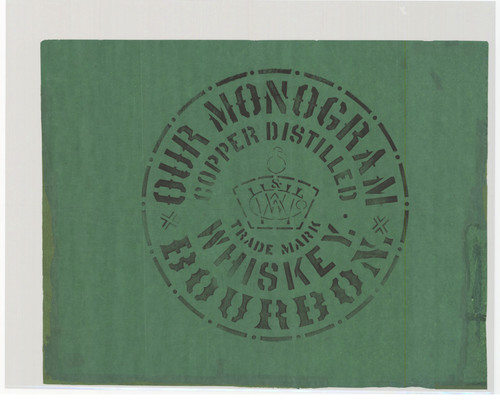 OUR MONOGRAM
COPPER DISTILLED
TRADE MARK
WHISKEY.
BOURBON.